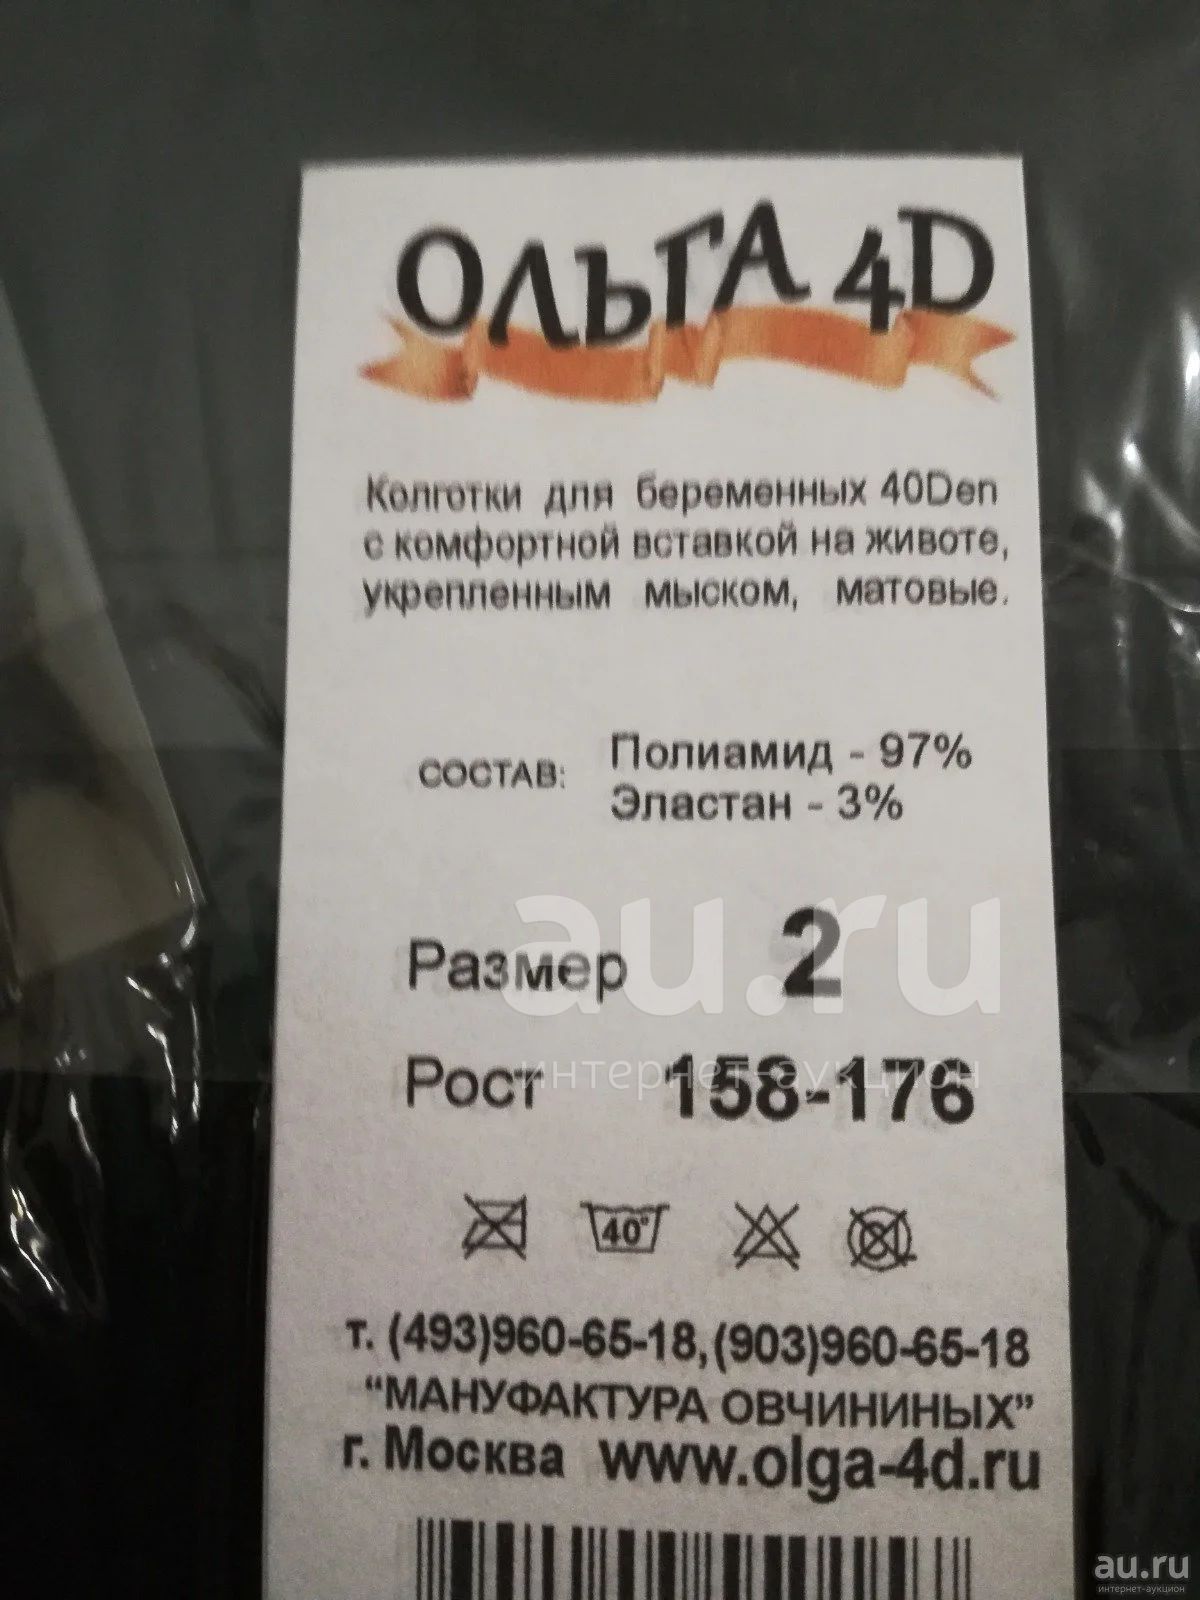 ОЛЬГА 4D
Колготки для беременных 40Den
с комфортной вставкой на животе,
укрепленным мыском, матовые.
СОСТАВ: Полиамид - 97%
Эластан - 3%
au.ru
Размер 2
интернет-аукцион
Рост 158-176
40°
т. (493)960-65-18,(903)960-65-18
“МАНУФАКТУРА ОВЧИНИНЫХ”
г. Москва www.olga-4d.ru
au.ru
интернет-аукцион